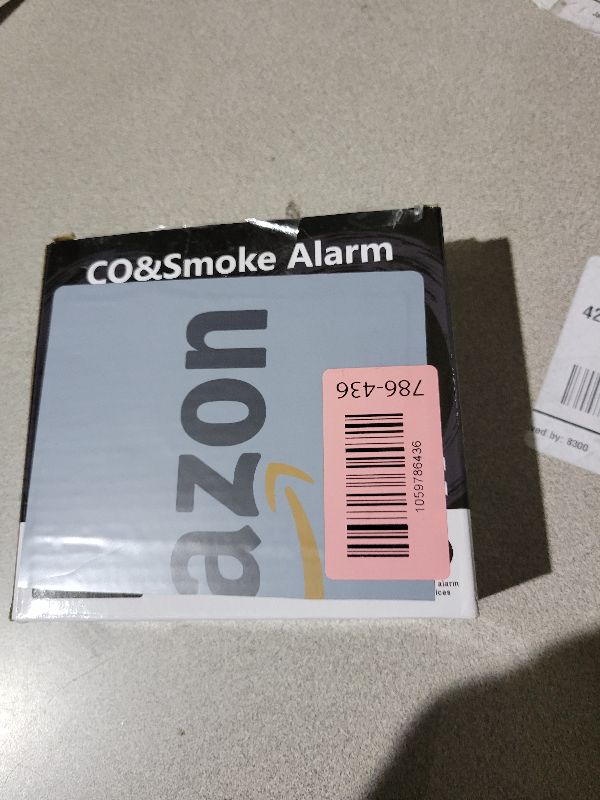 CO&Smoke Alarm
azon
786-436
1059786436
alarm
ices
42
ed by: 8300